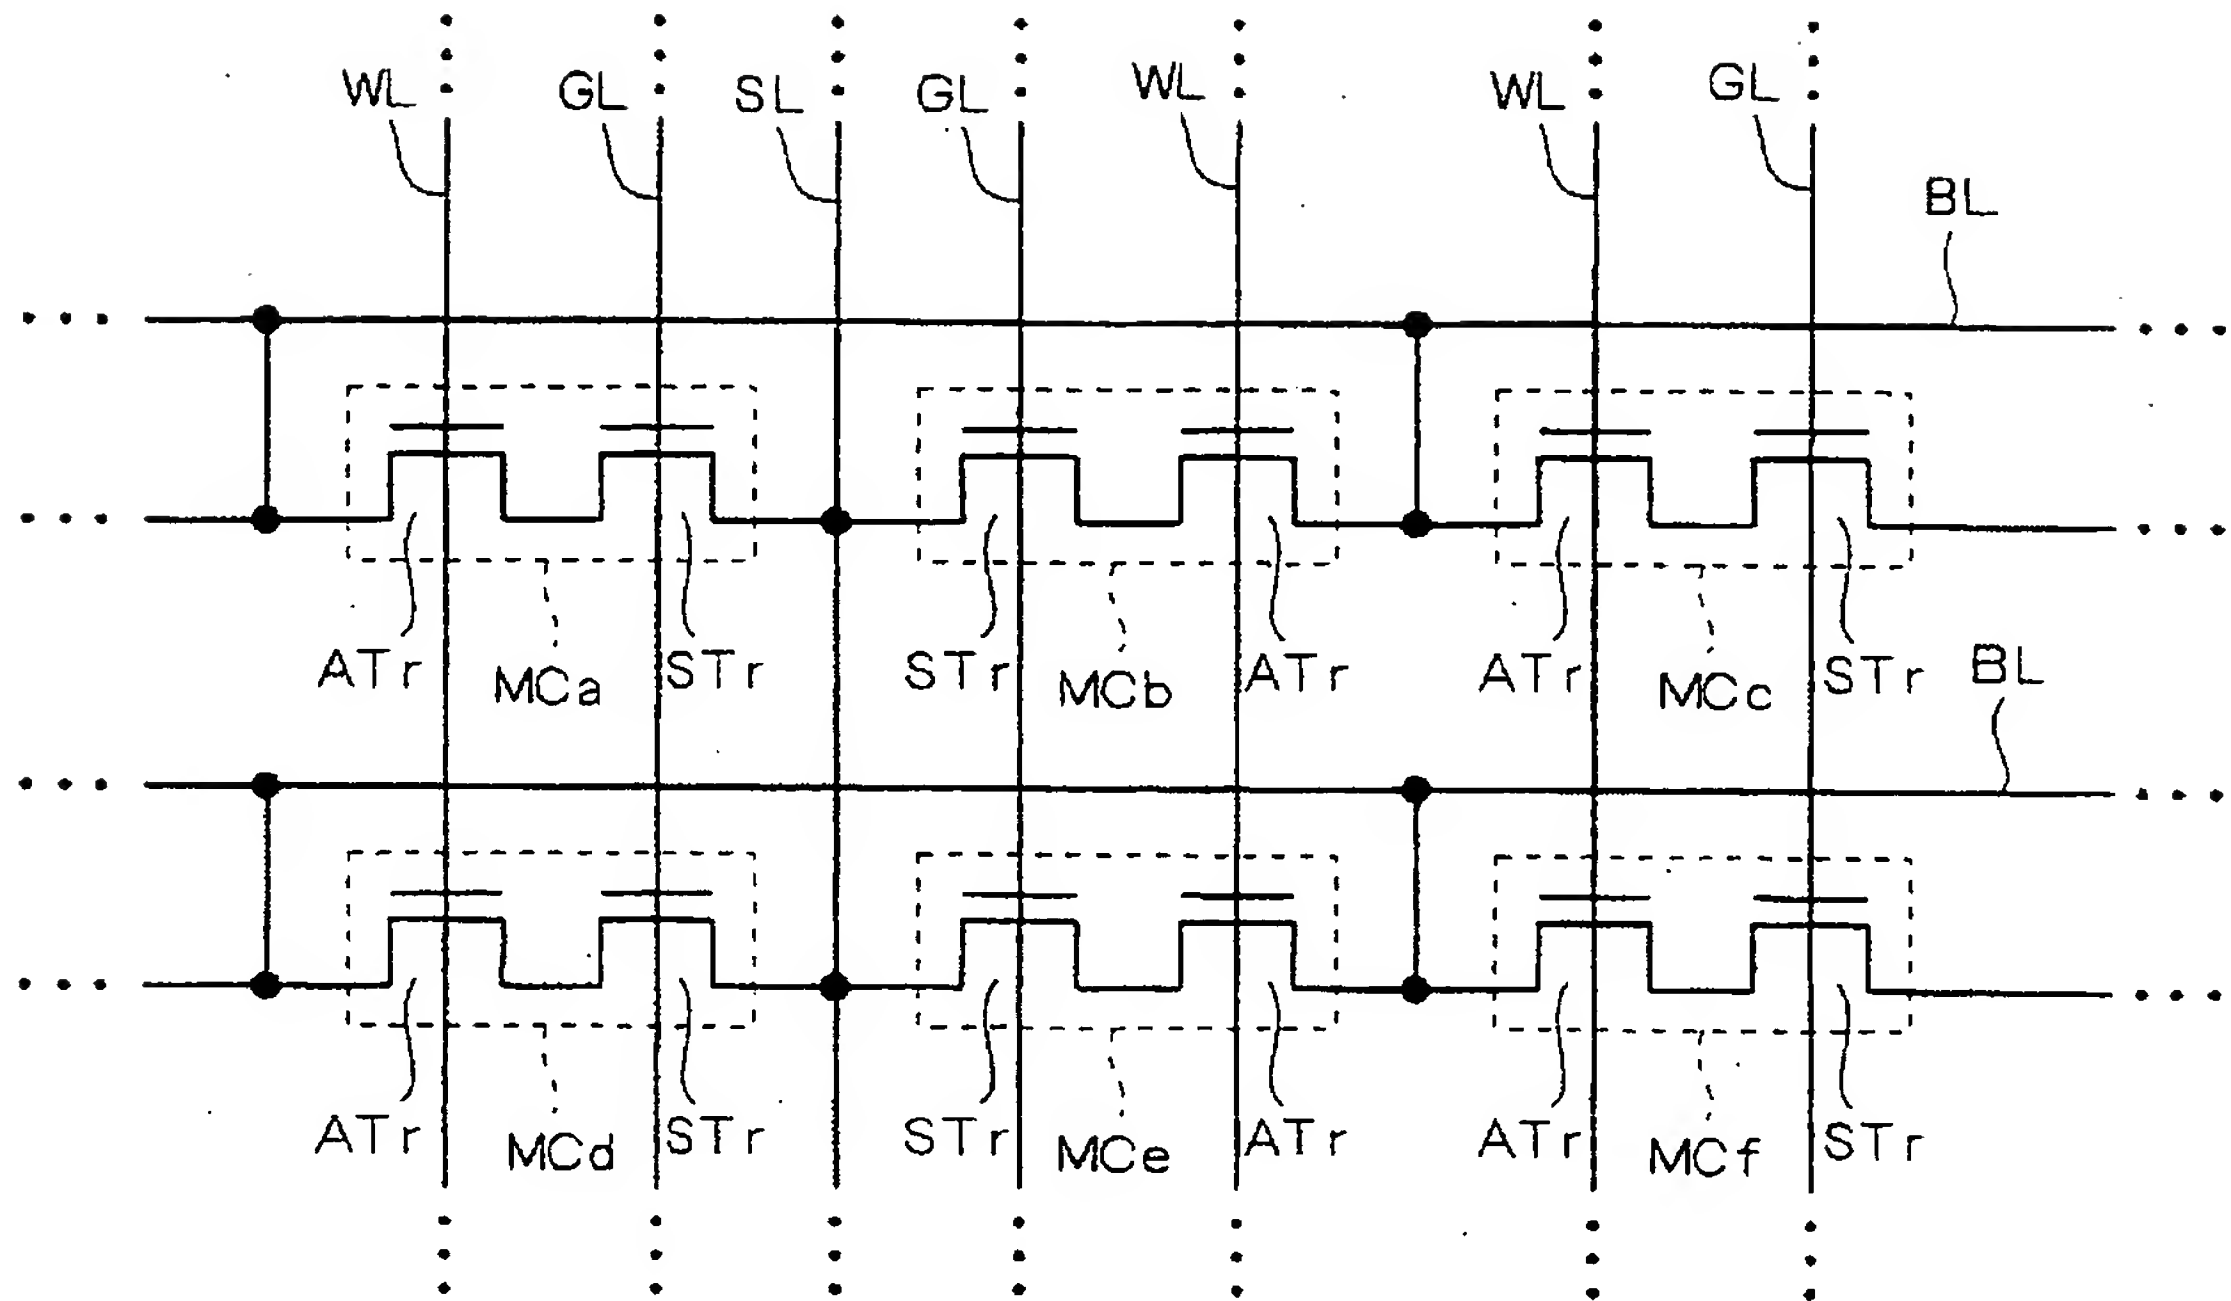 WL GL SL GL WL WL GL
BL
ATr MCa STr STr MCb ATr ATr MCc STr
BL
ATr MCd STr STr MCe ATr ATr MCf STr